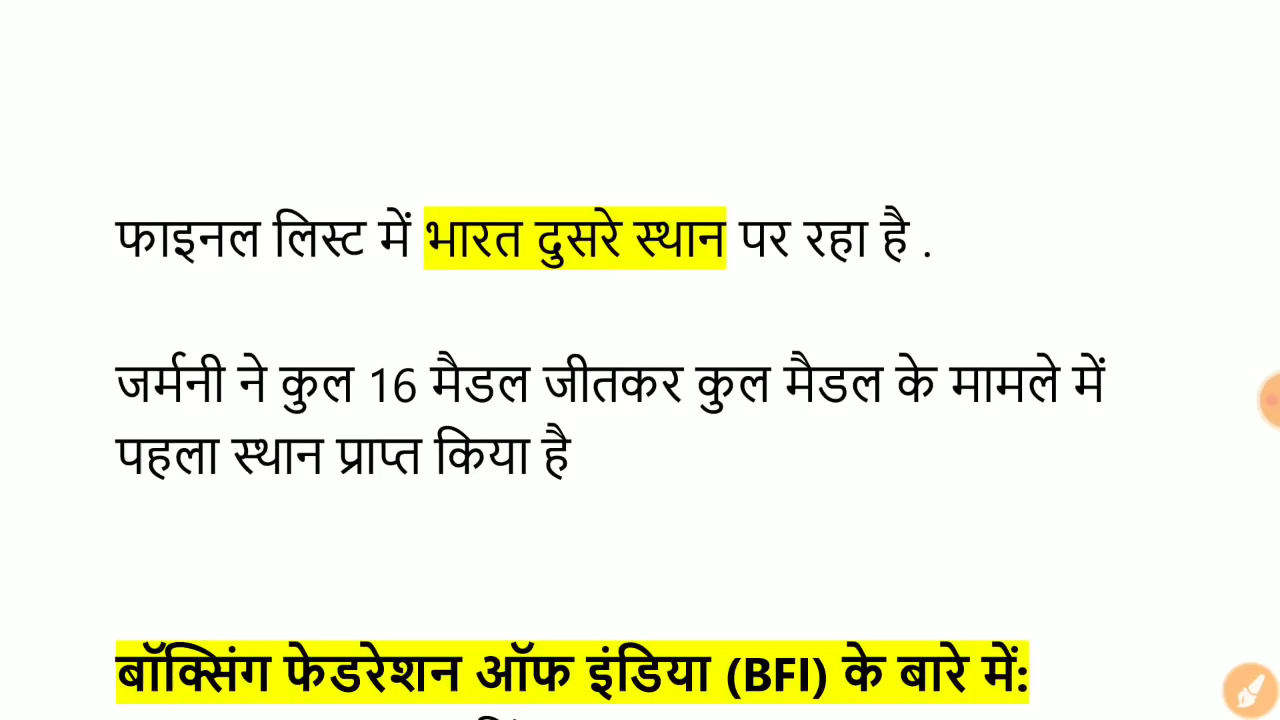 फाइनल लिस्ट में भारत दुसरे स्थान पर रहा है .
जर्मनी ने कुल 16 मैडल जीतकर कुल मैडल के मामले में
पहला स्थान प्राप्त किया है
बॉक्सिंग फेडरेशन ऑफ इंडिया (BFI) के बारे में: